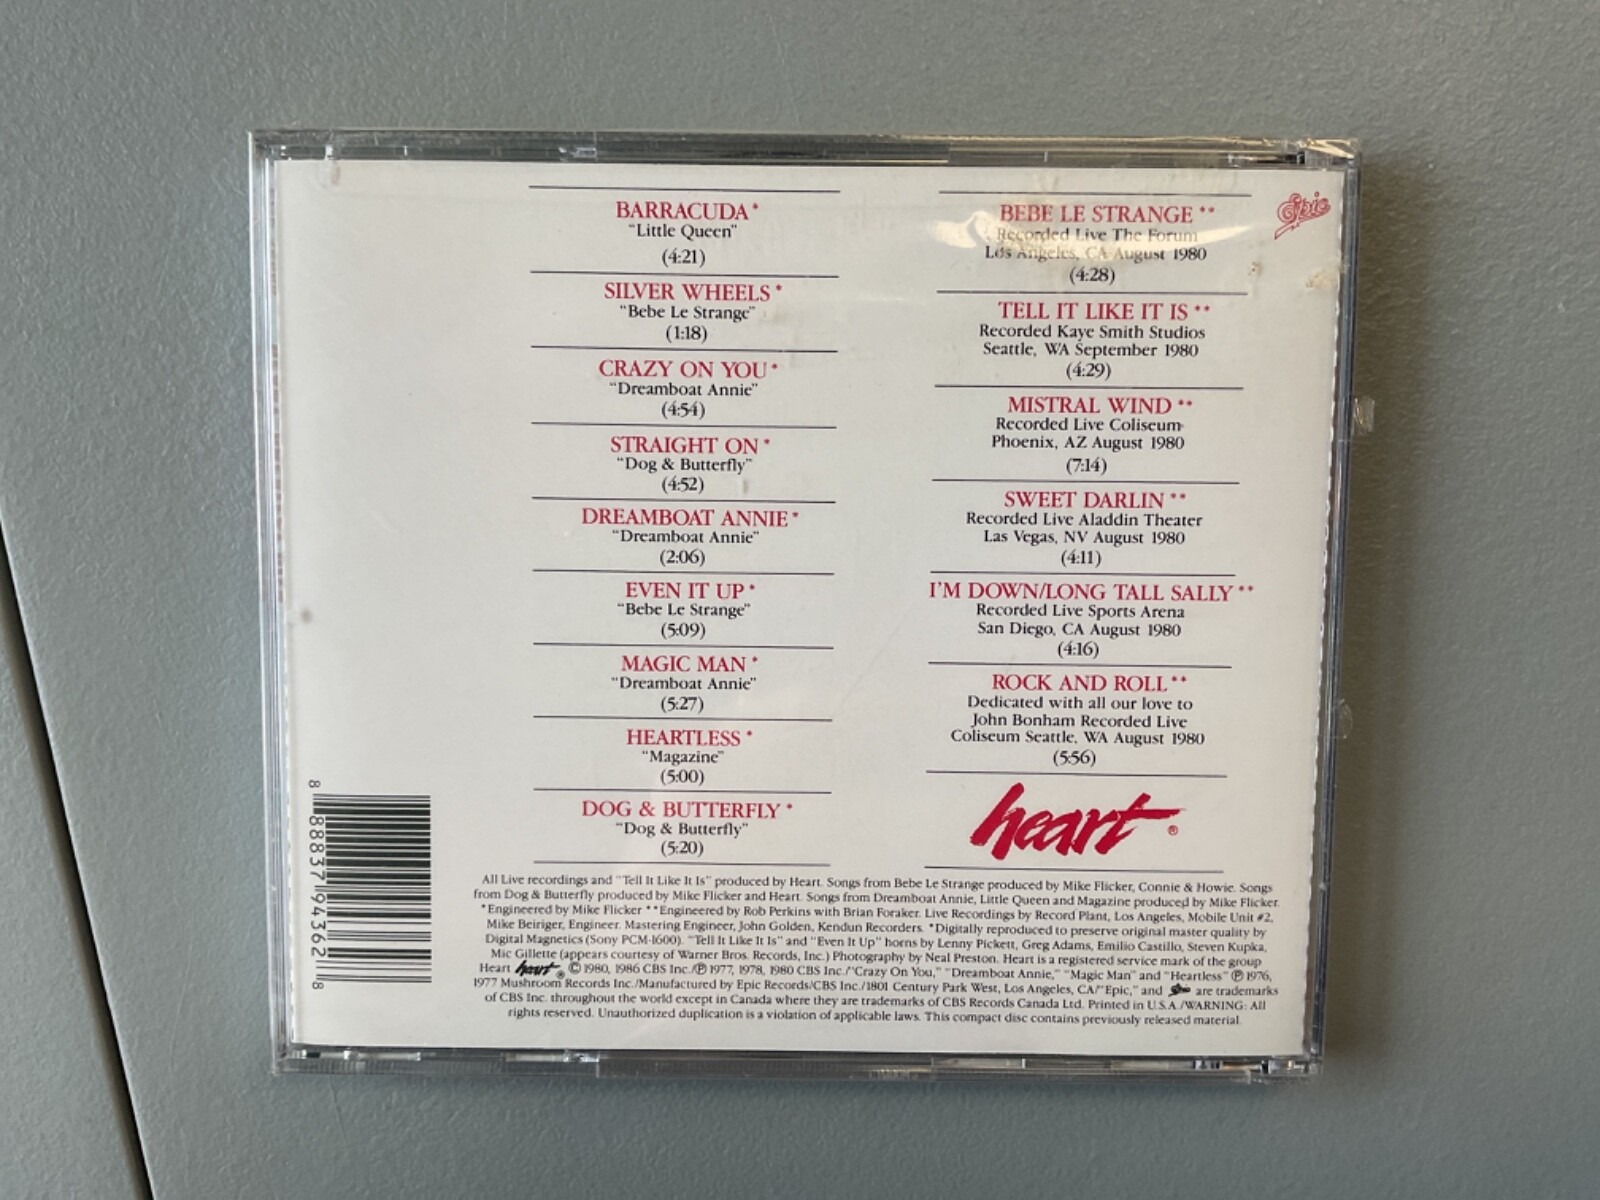 BARRACUDA *
"Little Queen"
(4:21)
SILVER WHEELS *
"Bebe Le Strange"
(1:18)
CRAZY ON YOU *
"Dreamboat Annie"
(4:54)
STRAIGHT ON *
"Dog & Butterfly"
(4:52)
DREAMBOAT ANNIE *
"Dreamboat Annie"
(2:06)
EVEN IT UP *
"Bebe Le Strange"
(5:09)
MAGIC MAN *
"Dreamboat Annie"
(5:27)
HEARTLESS *
"Magazine"
(5:00)
DOG & BUTTERFLY *
"Dog & Butterfly"
(5:20)
Epic
BEBE LE STRANGE **
Recorded Live The Forum
Los Angeles, CA August 1980
(4:28)
TELL IT LIKE IT IS **
Recorded Kaye Smith Studios
Seattle, WA September 1980
(4:29)
MISTRAL WIND **
Recorded Live Coliseum
Phoenix, AZ August 1980
(7:14)
SWEET DARLIN **
Recorded Live Aladdin Theater
Las Vegas, NV August 1980
(4:11)
I'M DOWN/LONG TALL SALLY **
Recorded Live Sports Arena
San Diego, CA August 1980
(4:16)
ROCK AND ROLL **
Dedicated with all our love to
John Bonham Recorded Live
Coliseum Seattle, WA August 1980
(5:56)
heart ®
8 88837 94362 8
All Live recordings and "Tell It Like It Is" produced by Heart. Songs from Bebe Le Strange produced by Mike Flicker, Connie & Howie. Songs
from Dog & Butterfly produced by Mike Flicker and Heart. Songs from Dreamboat Annie, Little Queen and Magazine produced by Mike Flicker.
*Engineered by Mike Flicker **Engineered by Rob Perkins with Brian Foraker. Live Recordings by Record Plant, Los Angeles, Mobile Unit #2,
Mike Beiriger, Engineer. Mastering Engineer, John Golden, Kendun Recorders. *Digitally reproduced to preserve original master quality by
Digital Magnetics (Sony PCM-1600). "Tell It Like It Is" and "Even It Up" horns by Lenny Pickett, Greg Adams, Emilio Castillo, Steven Kupka,
Mic Gillette (appears courtesy of Warner Bros. Records, Inc.) Photography by Neal Preston. Heart is a registered service mark of the group
Heart heart ® © 1980, 1986 CBS Inc./℗ 1977, 1978, 1980 CBS Inc./"Crazy On You," "Dreamboat Annie," "Magic Man" and "Heartless" ℗ 1976,
1977 Mushroom Records Inc./Manufactured by Epic Records/CBS Inc./1801 Century Park West, Los Angeles, CA/"Epic," and Epic are trademarks
of CBS Inc. throughout the world except in Canada where they are trademarks of CBS Records Canada Ltd. Printed in U.S.A./WARNING: All
rights reserved. Unauthorized duplication is a violation of applicable laws. This compact disc contains previously released material.